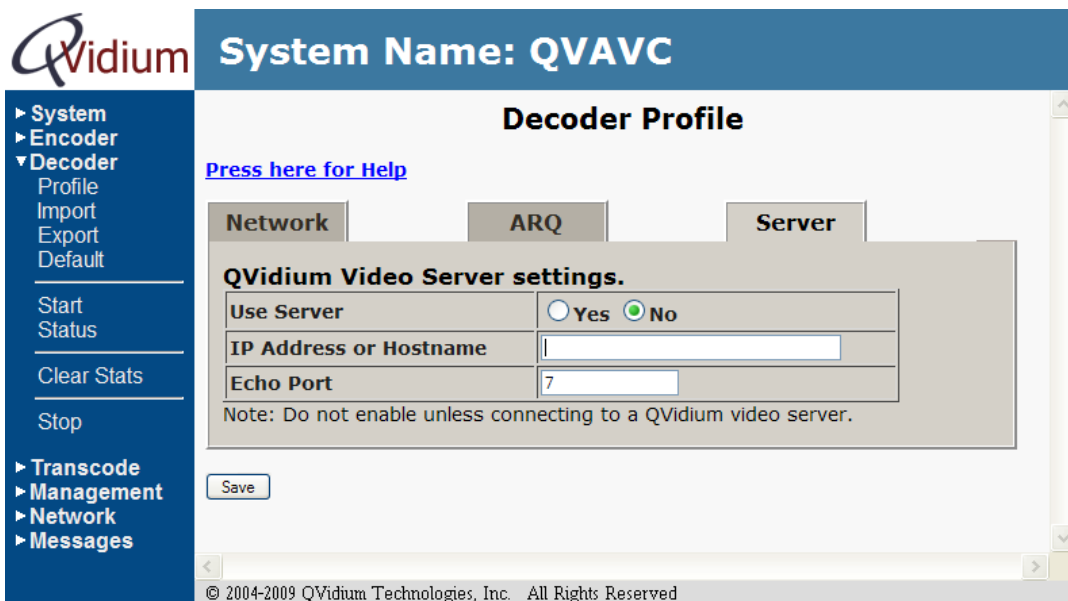 QVidium
System Name: QVAVC
System
Encoder
Decoder
Profile
Import
Export
Default
Start
Status
Clear Stats
Stop
Transcode
Management
Network
Messages
Decoder Profile
Press here for Help
Network ARQ Server
QVidium Video Server settings.
Use Server Yes No
IP Address or Hostname
Echo Port 7
Note: Do not enable unless connecting to a QVidium video server.
Save
© 2004-2009 QVidium Technologies, Inc. All Rights Reserved